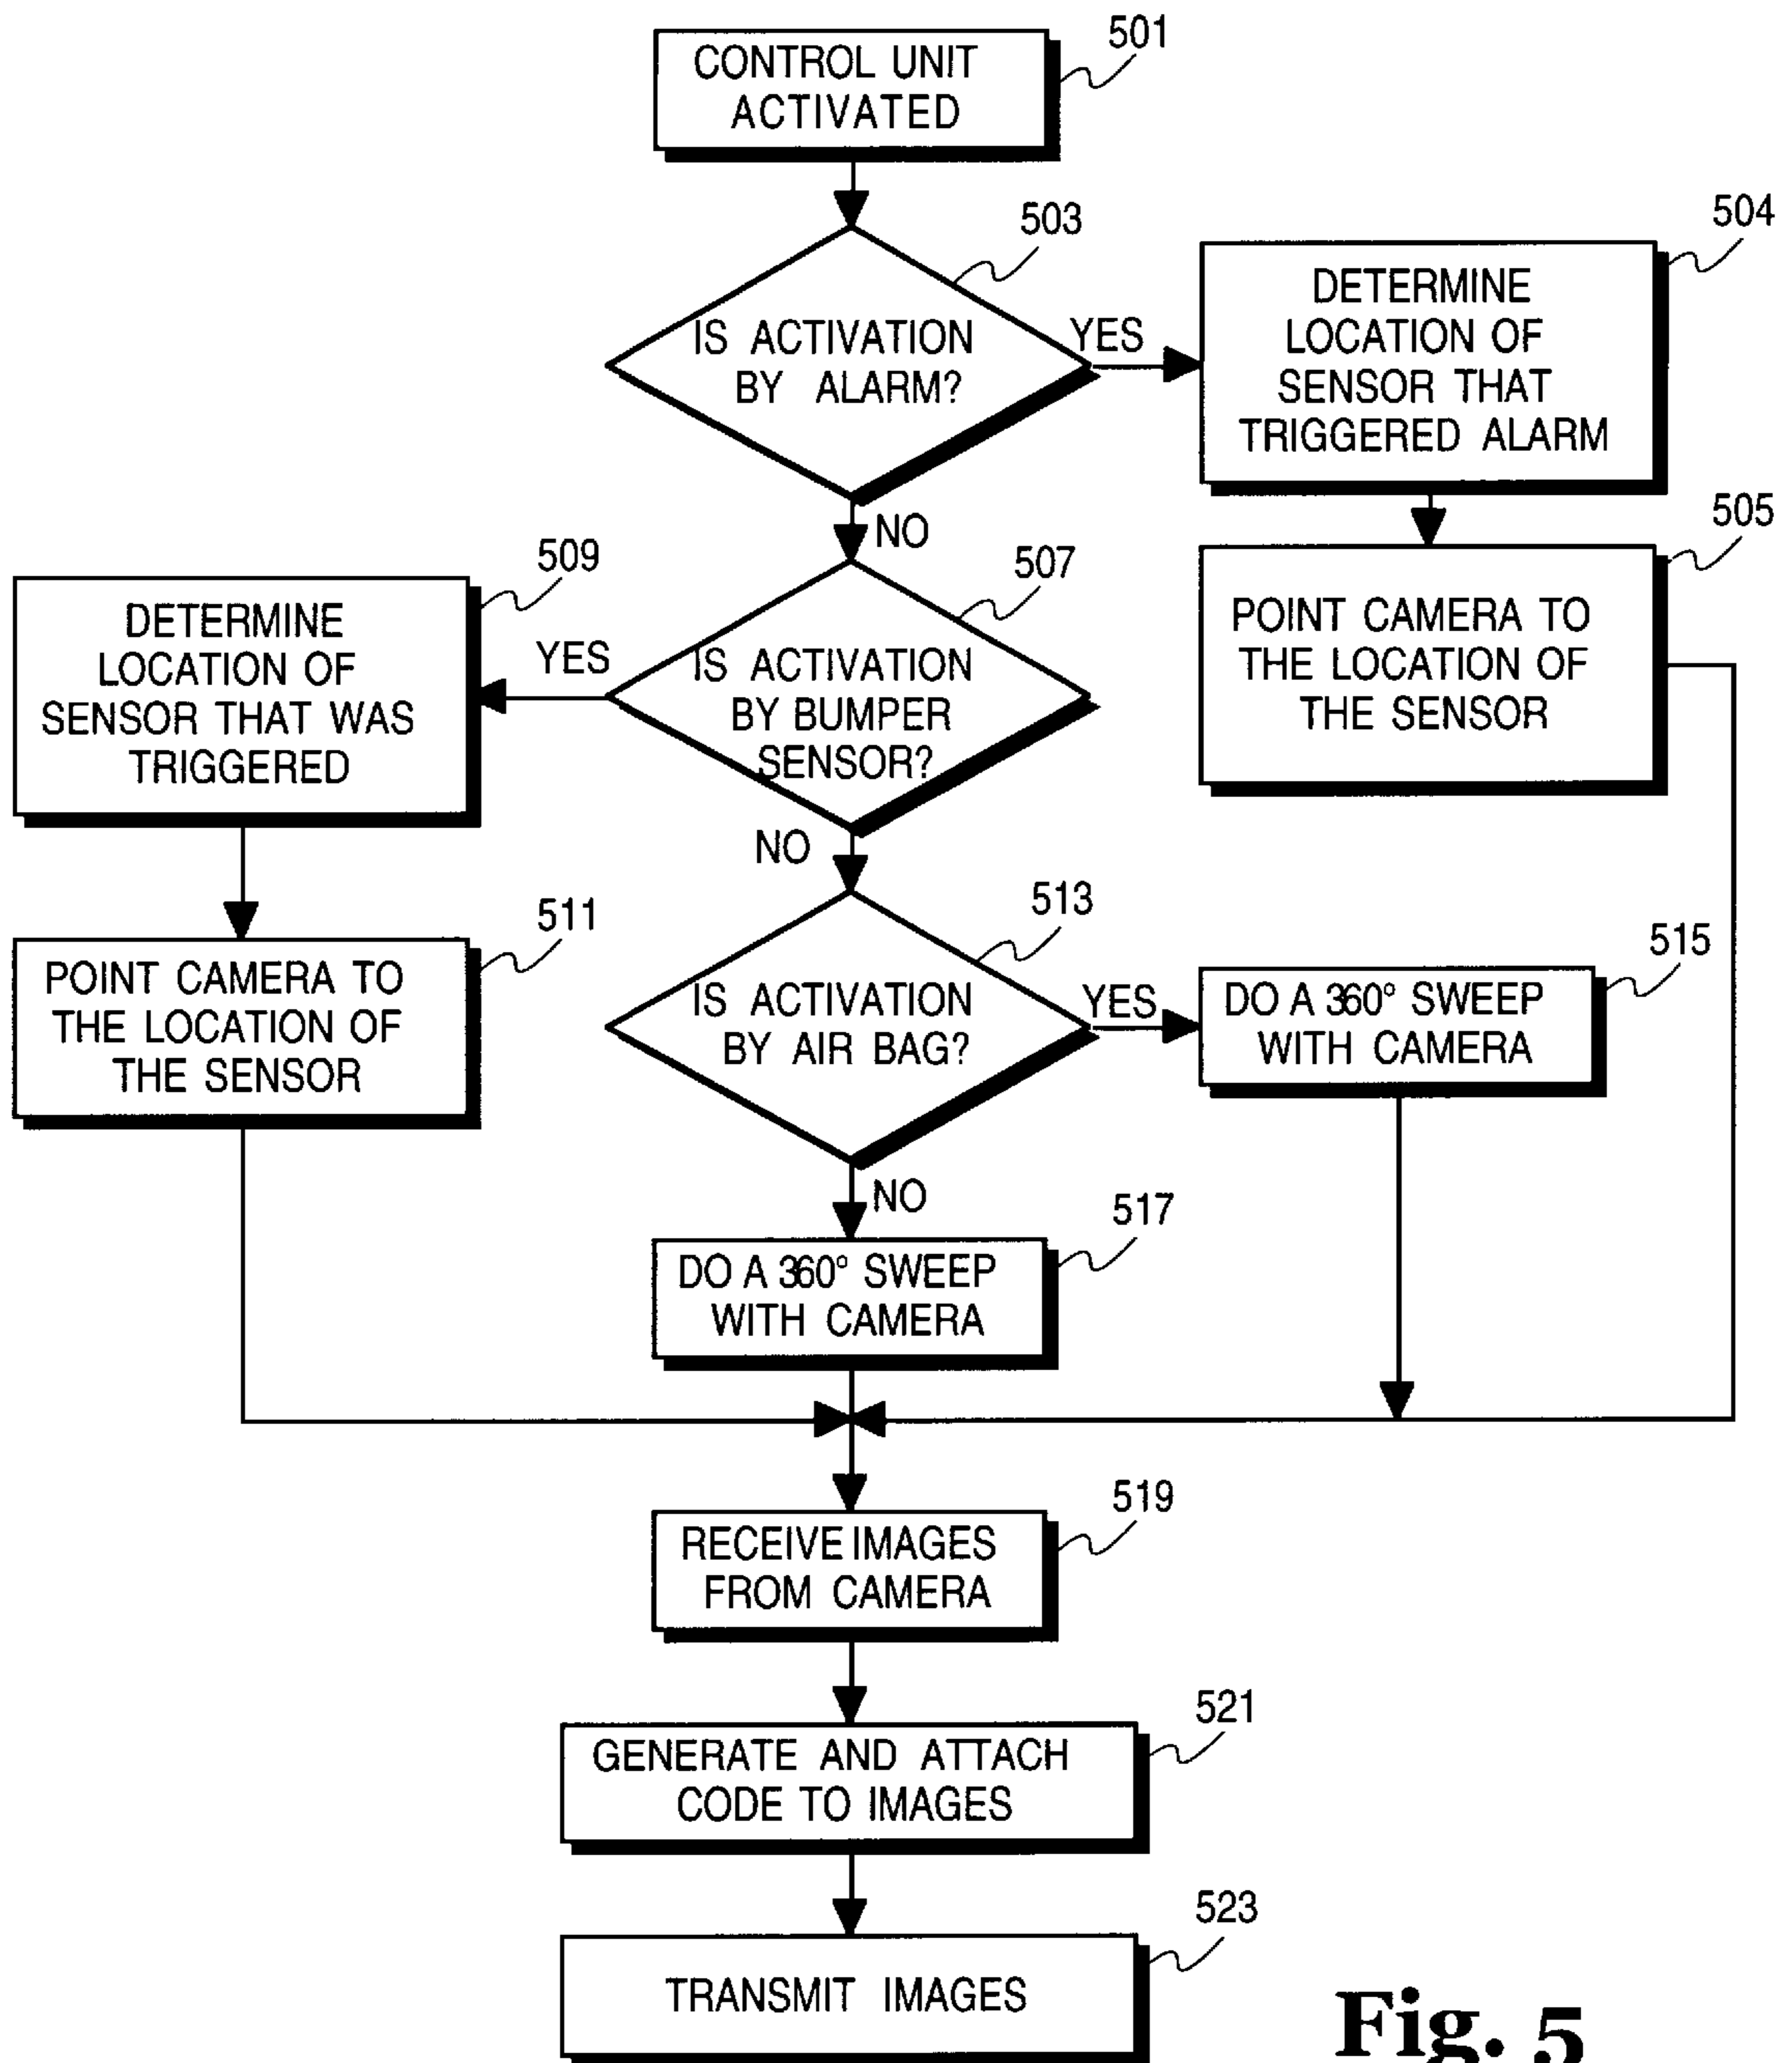 501
CONTROL UNIT
ACTIVATED
503
IS ACTIVATION
BY ALARM?
YES
504
DETERMINE
LOCATION OF
SENSOR THAT
TRIGGERED ALARM
NO
505
POINT CAMERA TO
THE LOCATION OF
THE SENSOR
507
IS ACTIVATION
BY BUMPER
SENSOR?
YES
509
DETERMINE
LOCATION OF
SENSOR THAT WAS
TRIGGERED
NO
511
POINT CAMERA TO
THE LOCATION OF
THE SENSOR
513
IS ACTIVATION
BY AIR BAG?
YES
515
DO A 360° SWEEP
WITH CAMERA
NO
517
DO A 360° SWEEP
WITH CAMERA
519
RECEIVE IMAGES
FROM CAMERA
521
GENERATE AND ATTACH
CODE TO IMAGES
523
TRANSMIT IMAGES
Fig. 5